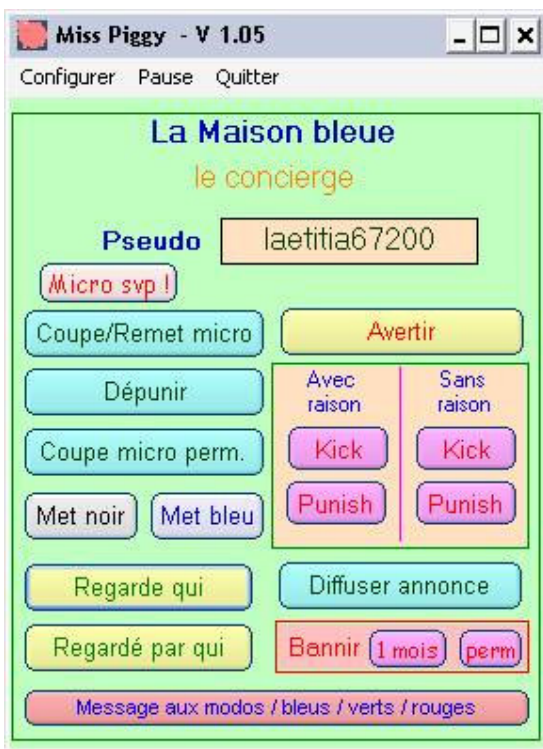 Miss Piggy - V 1.05
Configurer Pause Quitter
La Maison bleue
le concierge
Pseudo laetitia67200
Micro svp !
Coupe/Remet micro Avertir
Dépunir
Avec raison Sans raison
Coupe micro perm.
Kick Kick
Met noir Met bleu
Punish Punish
Regarde qui Diffuser annonce
Regardé par qui Bannir 1 mois perm
Message aux modos / bleus / verts / rouges